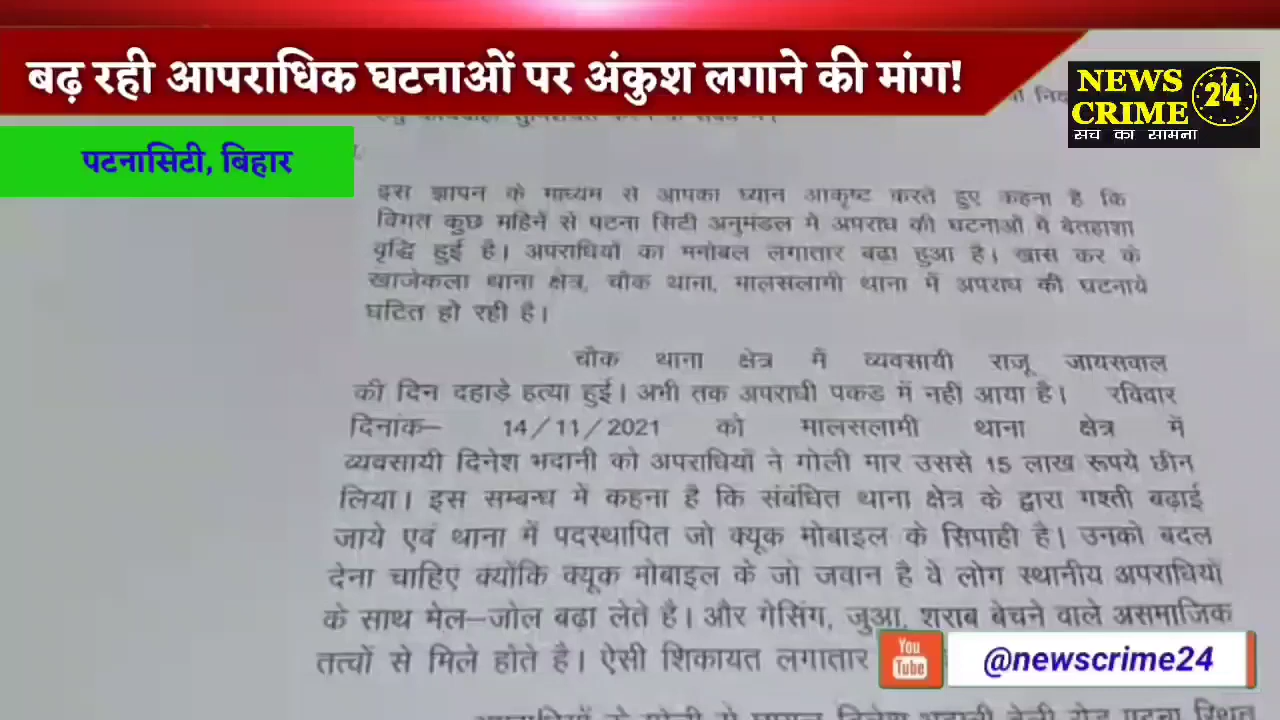 बढ़ रही आपराधिक घटनाओं पर अंकुश लगाने की मांग!
NEWS
CRIME 24
सच का सामना
पटनासिटी, बिहार
इस ज्ञापन के माध्यम से आपका ध्यान आकृष्ट करते हुए कहना है कि
विगत कुछ महिनें से पटना सिटी अनुमंडल में अपराध की घटनाओं में बेतहाशा
वृद्धि हुई है। अपराधियों का मनोबल लगातार बढा हुआ है। खास कर के
खाजेकला थाना क्षेत्र, चौक थाना, मालसलामी थाना में अपराध की घटनाये
घटित हो रही है।
चौक थाना क्षेत्र में व्यवसायी राजू जायसवाल
की दिन दहाड़े हत्या हुई। अभी तक अपराधी पकड में नहीं आया है। रविवार
दिनांक– 14/11/2021 को मालसलामी थाना क्षेत्र में
व्यवसायी दिनेश भदानी को अपराधियों ने गोली मार उससे 15 लाख रूपये छीन
लिया। इस सम्बन्ध में कहना है कि संबंधित थाना क्षेत्र के द्वारा गश्ती बढ़ाई
जाये एवं थाना में पदस्थापित जो क्यूक मोबाइल के सिपाही है। उनको बदल
देना चाहिए क्योंकि क्यूक मोबाइल के जो जवान है वे लोग स्थानीय अपराधियों
के साथ मेल–जोल बढा लेते है। और गेसिंग, जुआ, शराब बेचने वाले असमाजिक
तत्त्वों से मिले होते है। ऐसी शिकायत लगातार
You
Tube
@newscrime24